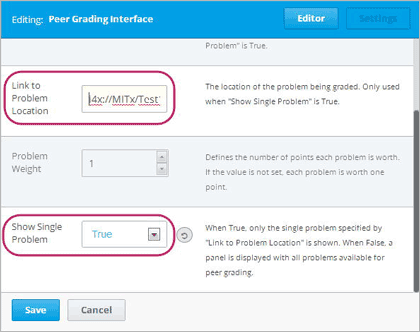 Editing: Peer Grading Interface Editor Settings
Problem" is True.
Link to
Problem
Location
i4x://MITx/Test
The location of the problem being graded. Only used
when "Show Single Problem" is True.
Problem
Weight
1
Defines the number of points each problem is worth.
If the value is not set, each problem is worth one
point.
Show Single
Problem
True
When True, only the single problem specified by
"Link to Problem Location" is shown. When False, a
panel is displayed with all problems available for
peer grading.
Save Cancel